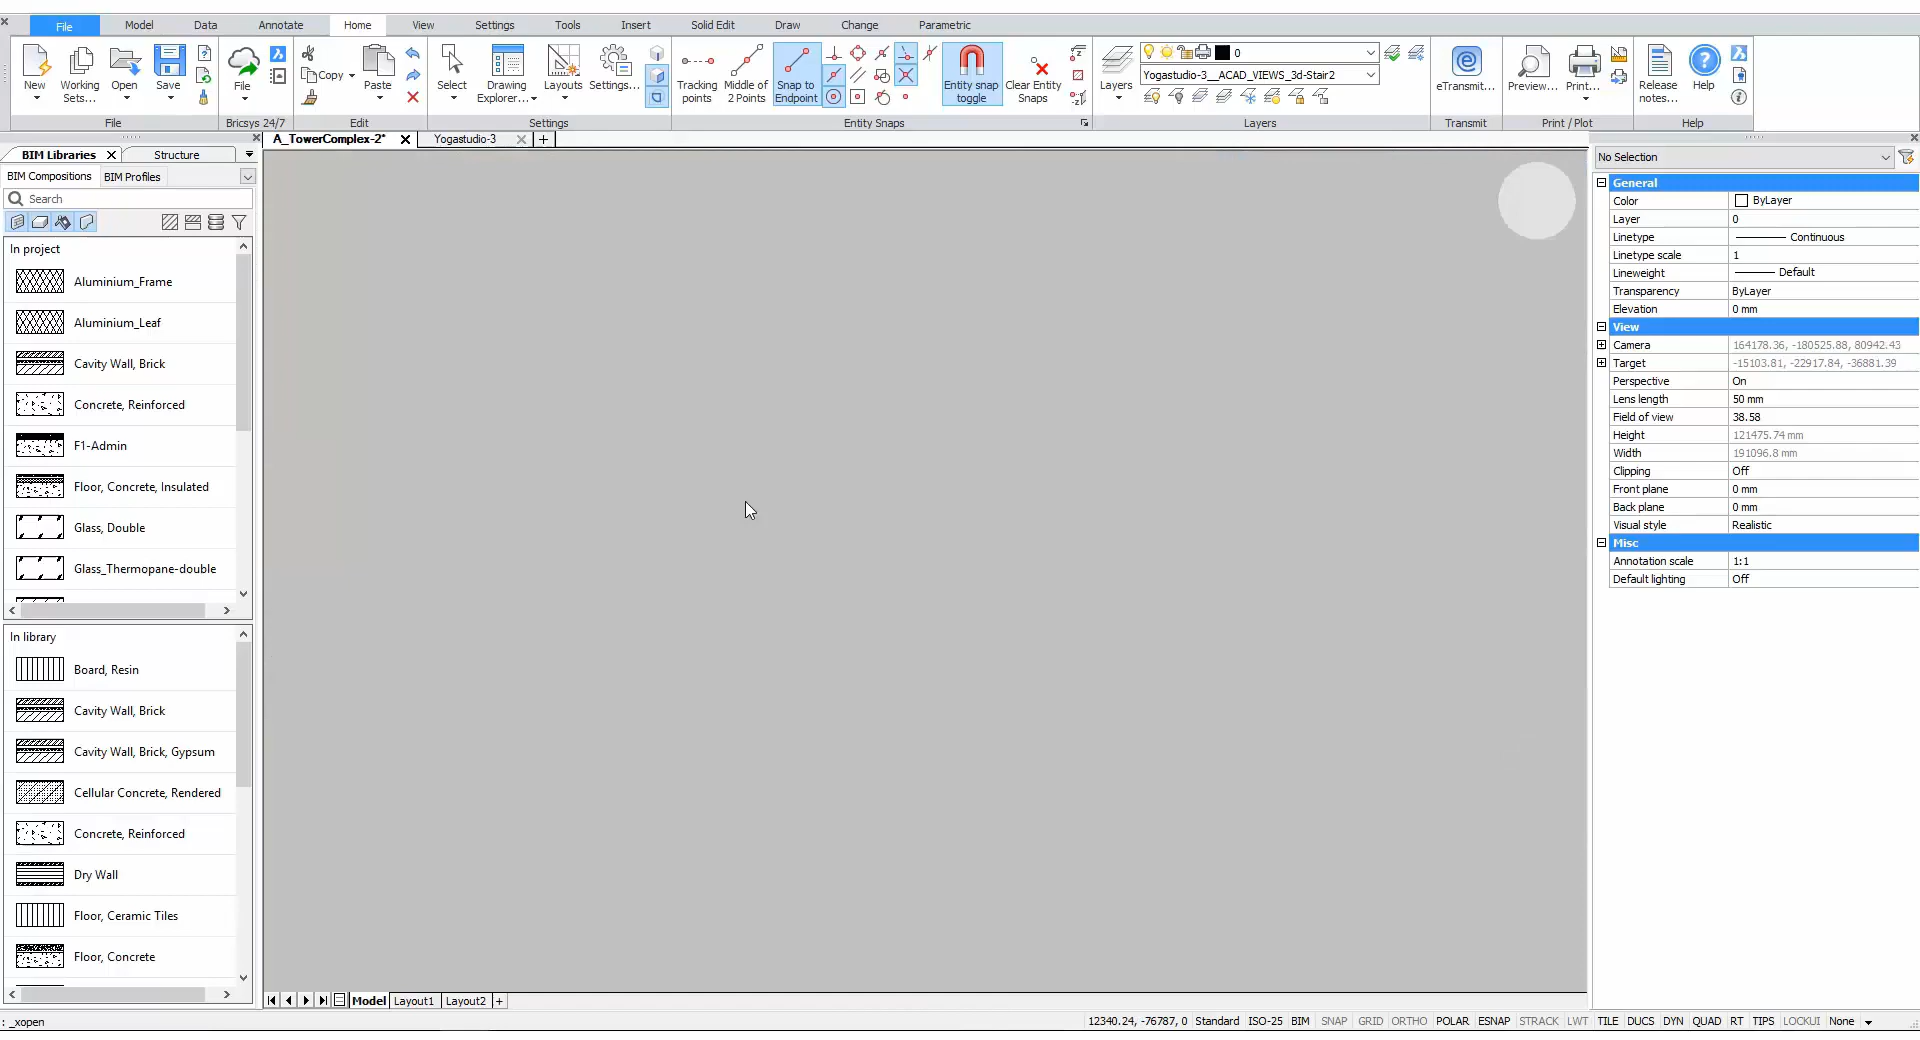 File Model Data Annotate Home View Settings Tools Insert Solid Edit Draw Change Parametric
New Working Sets... Open Save
File
File
Bricsys 24/7
Copy Paste
Edit
Select Drawing Explorer... Layouts Settings...
Settings
Tracking points Middle of 2 Points Snap to Endpoint Entity snap toggle Clear Entity Snaps
Entity Snaps
Layers
0
Yogastudio-3__ACAD_VIEWS_3d-Stair2
Layers
eTransmit...
Transmit
Preview... Print...
Print / Plot
Release notes... Help
Help
BIM Libraries Structure
A_TowerComplex-2* Yogastudio-3
BIM Compositions BIM Profiles
Search
In project
Aluminium_Frame
Aluminium_Leaf
Cavity Wall, Brick
Concrete, Reinforced
F1-Admin
Floor, Concrete, Insulated
Glass, Double
Glass_Thermopane-double
In library
Board, Resin
Cavity Wall, Brick
Cavity Wall, Brick, Gypsum
Cellular Concrete, Rendered
Concrete, Reinforced
Dry Wall
Floor, Ceramic Tiles
Floor, Concrete
No Selection
General
Color ByLayer
Layer 0
Linetype Continuous
Linetype scale 1
Lineweight Default
Transparency ByLayer
Elevation 0 mm
View
Camera 164178.36, -180525.88, 80942.43
Target -15103.81, -22917.84, -36881.39
Perspective On
Lens length 50 mm
Field of view 38.58
Height 121475.74 mm
Width 191096.8 mm
Clipping Off
Front plane 0 mm
Back plane 0 mm
Visual style Realistic
Misc
Annotation scale 1:1
Default lighting Off
Model Layout1 Layout2 +
: _xopen
12340.24, -76787, 0 Standard ISO-25 BIM SNAP GRID ORTHO POLAR ESNAP STRACK LWT TILE DUCS DYN QUAD RT TIPS LOCKUI None